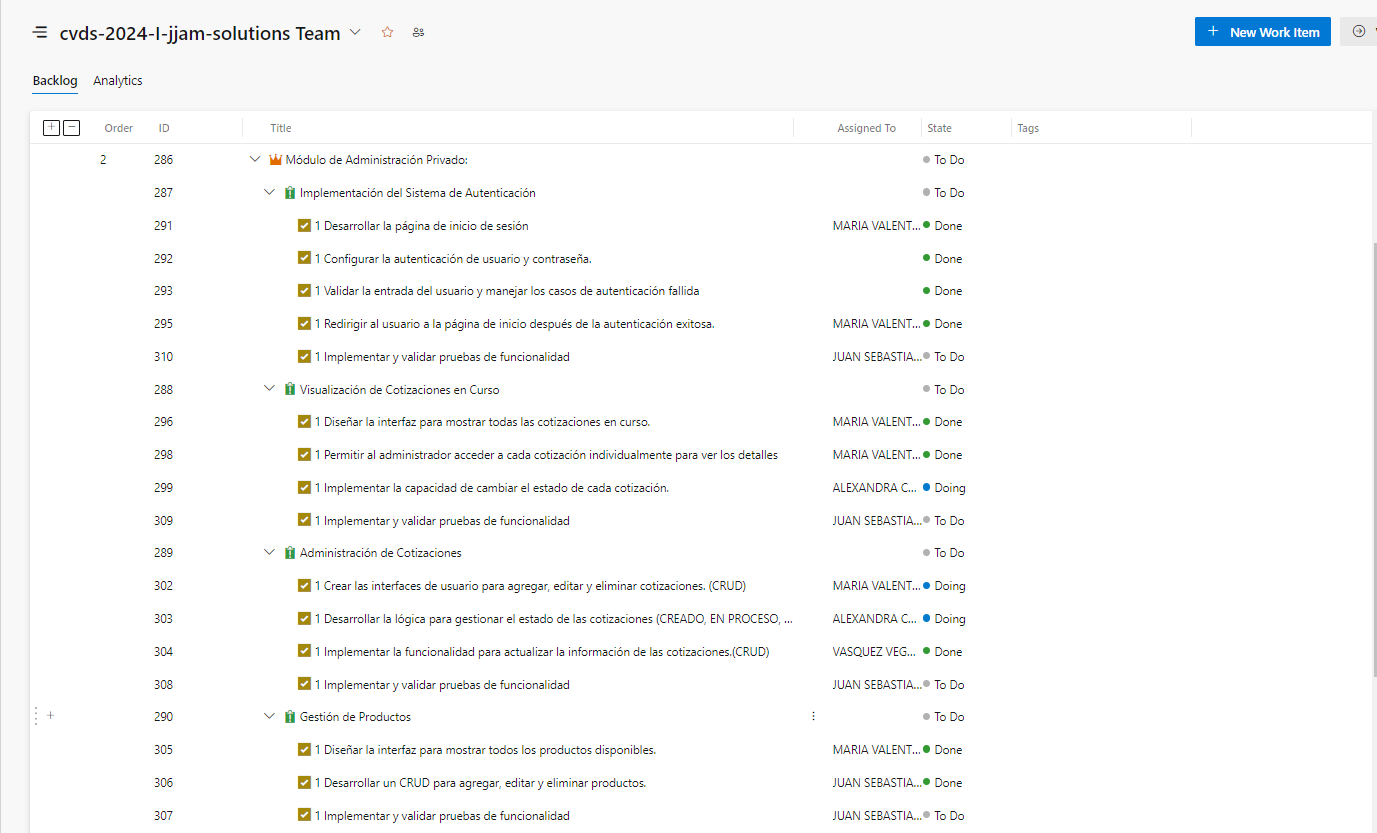 cvds-2024-I-jjam-solutions Team
New Work Item
Backlog Analytics
Order ID Title Assigned To State Tags
2 286 Módulo de Administración Privado: To Do
287 Implementación del Sistema de Autenticación To Do
291 1 Desarrollar la página de inicio de sesión MARIA VALENT... Done
292 1 Configurar la autenticación de usuario y contraseña. Done
293 1 Validar la entrada del usuario y manejar los casos de autenticación fallida Done
295 1 Redirigir al usuario a la página de inicio después de la autenticación exitosa. MARIA VALENT... Done
310 1 Implementar y validar pruebas de funcionalidad JUAN SEBASTIA... To Do
288 Visualización de Cotizaciones en Curso To Do
296 1 Diseñar la interfaz para mostrar todas las cotizaciones en curso. MARIA VALENT... Done
298 1 Permitir al administrador acceder a cada cotización individualmente para ver los detalles MARIA VALENT... Done
299 1 Implementar la capacidad de cambiar el estado de cada cotización. ALEXANDRA C... Doing
309 1 Implementar y validar pruebas de funcionalidad JUAN SEBASTIA... To Do
289 Administración de Cotizaciones To Do
302 1 Crear las interfaces de usuario para agregar, editar y eliminar cotizaciones. (CRUD) MARIA VALENT... Doing
303 1 Desarrollar la lógica para gestionar el estado de las cotizaciones (CREADO, EN PROCESO, ... ALEXANDRA C... Doing
304 1 Implementar la funcionalidad para actualizar la información de las cotizaciones.(CRUD) VASQUEZ VEG... Done
308 1 Implementar y validar pruebas de funcionalidad JUAN SEBASTIA... To Do
290 Gestión de Productos To Do
305 1 Diseñar la interfaz para mostrar todos los productos disponibles. MARIA VALENT... Done
306 1 Desarrollar un CRUD para agregar, editar y eliminar productos. JUAN SEBASTIA... Done
307 1 Implementar y validar pruebas de funcionalidad JUAN SEBASTIA... To Do